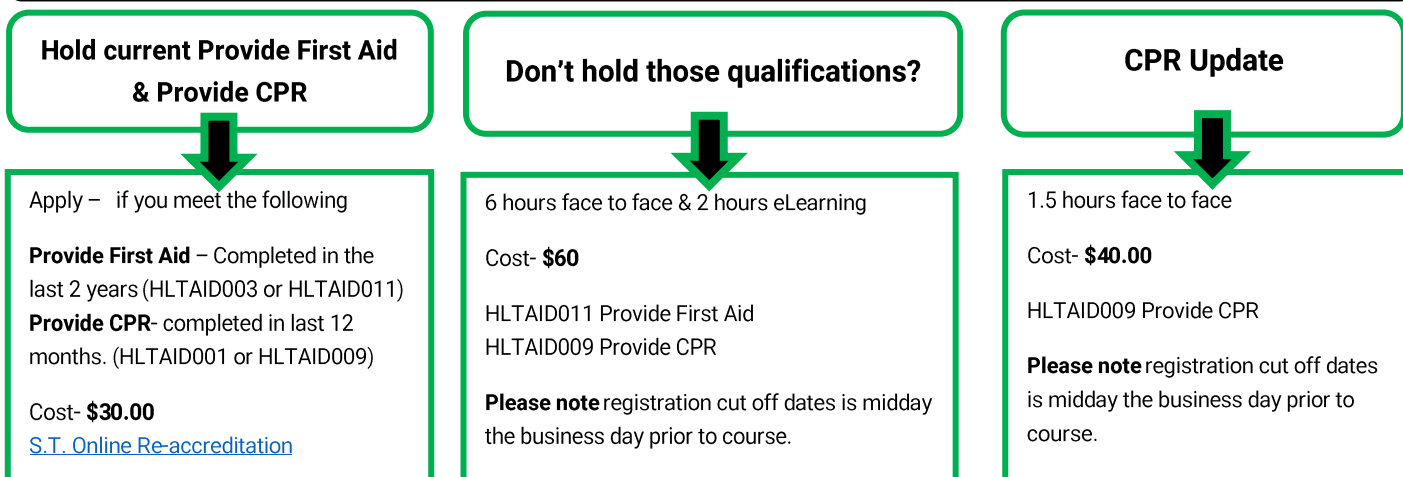 Hold current Provide First Aid
& Provide CPR
Apply – if you meet the following
Provide First Aid – Completed in the
last 2 years (HLTAID003 or HLTAID011)
Provide CPR- completed in last 12
months. (HLTAID001 or HLTAID009)
Cost- $30.00
S.T. Online Re-accreditation
Don’t hold those qualifications?
6 hours face to face & 2 hours eLearning
Cost- $60
HLTAID011 Provide First Aid
HLTAID009 Provide CPR
Please note registration cut off dates is midday
the business day prior to course.
CPR Update
1.5 hours face to face
Cost- $40.00
HLTAID009 Provide CPR
Please note registration cut off dates
is midday the business day prior to
course.